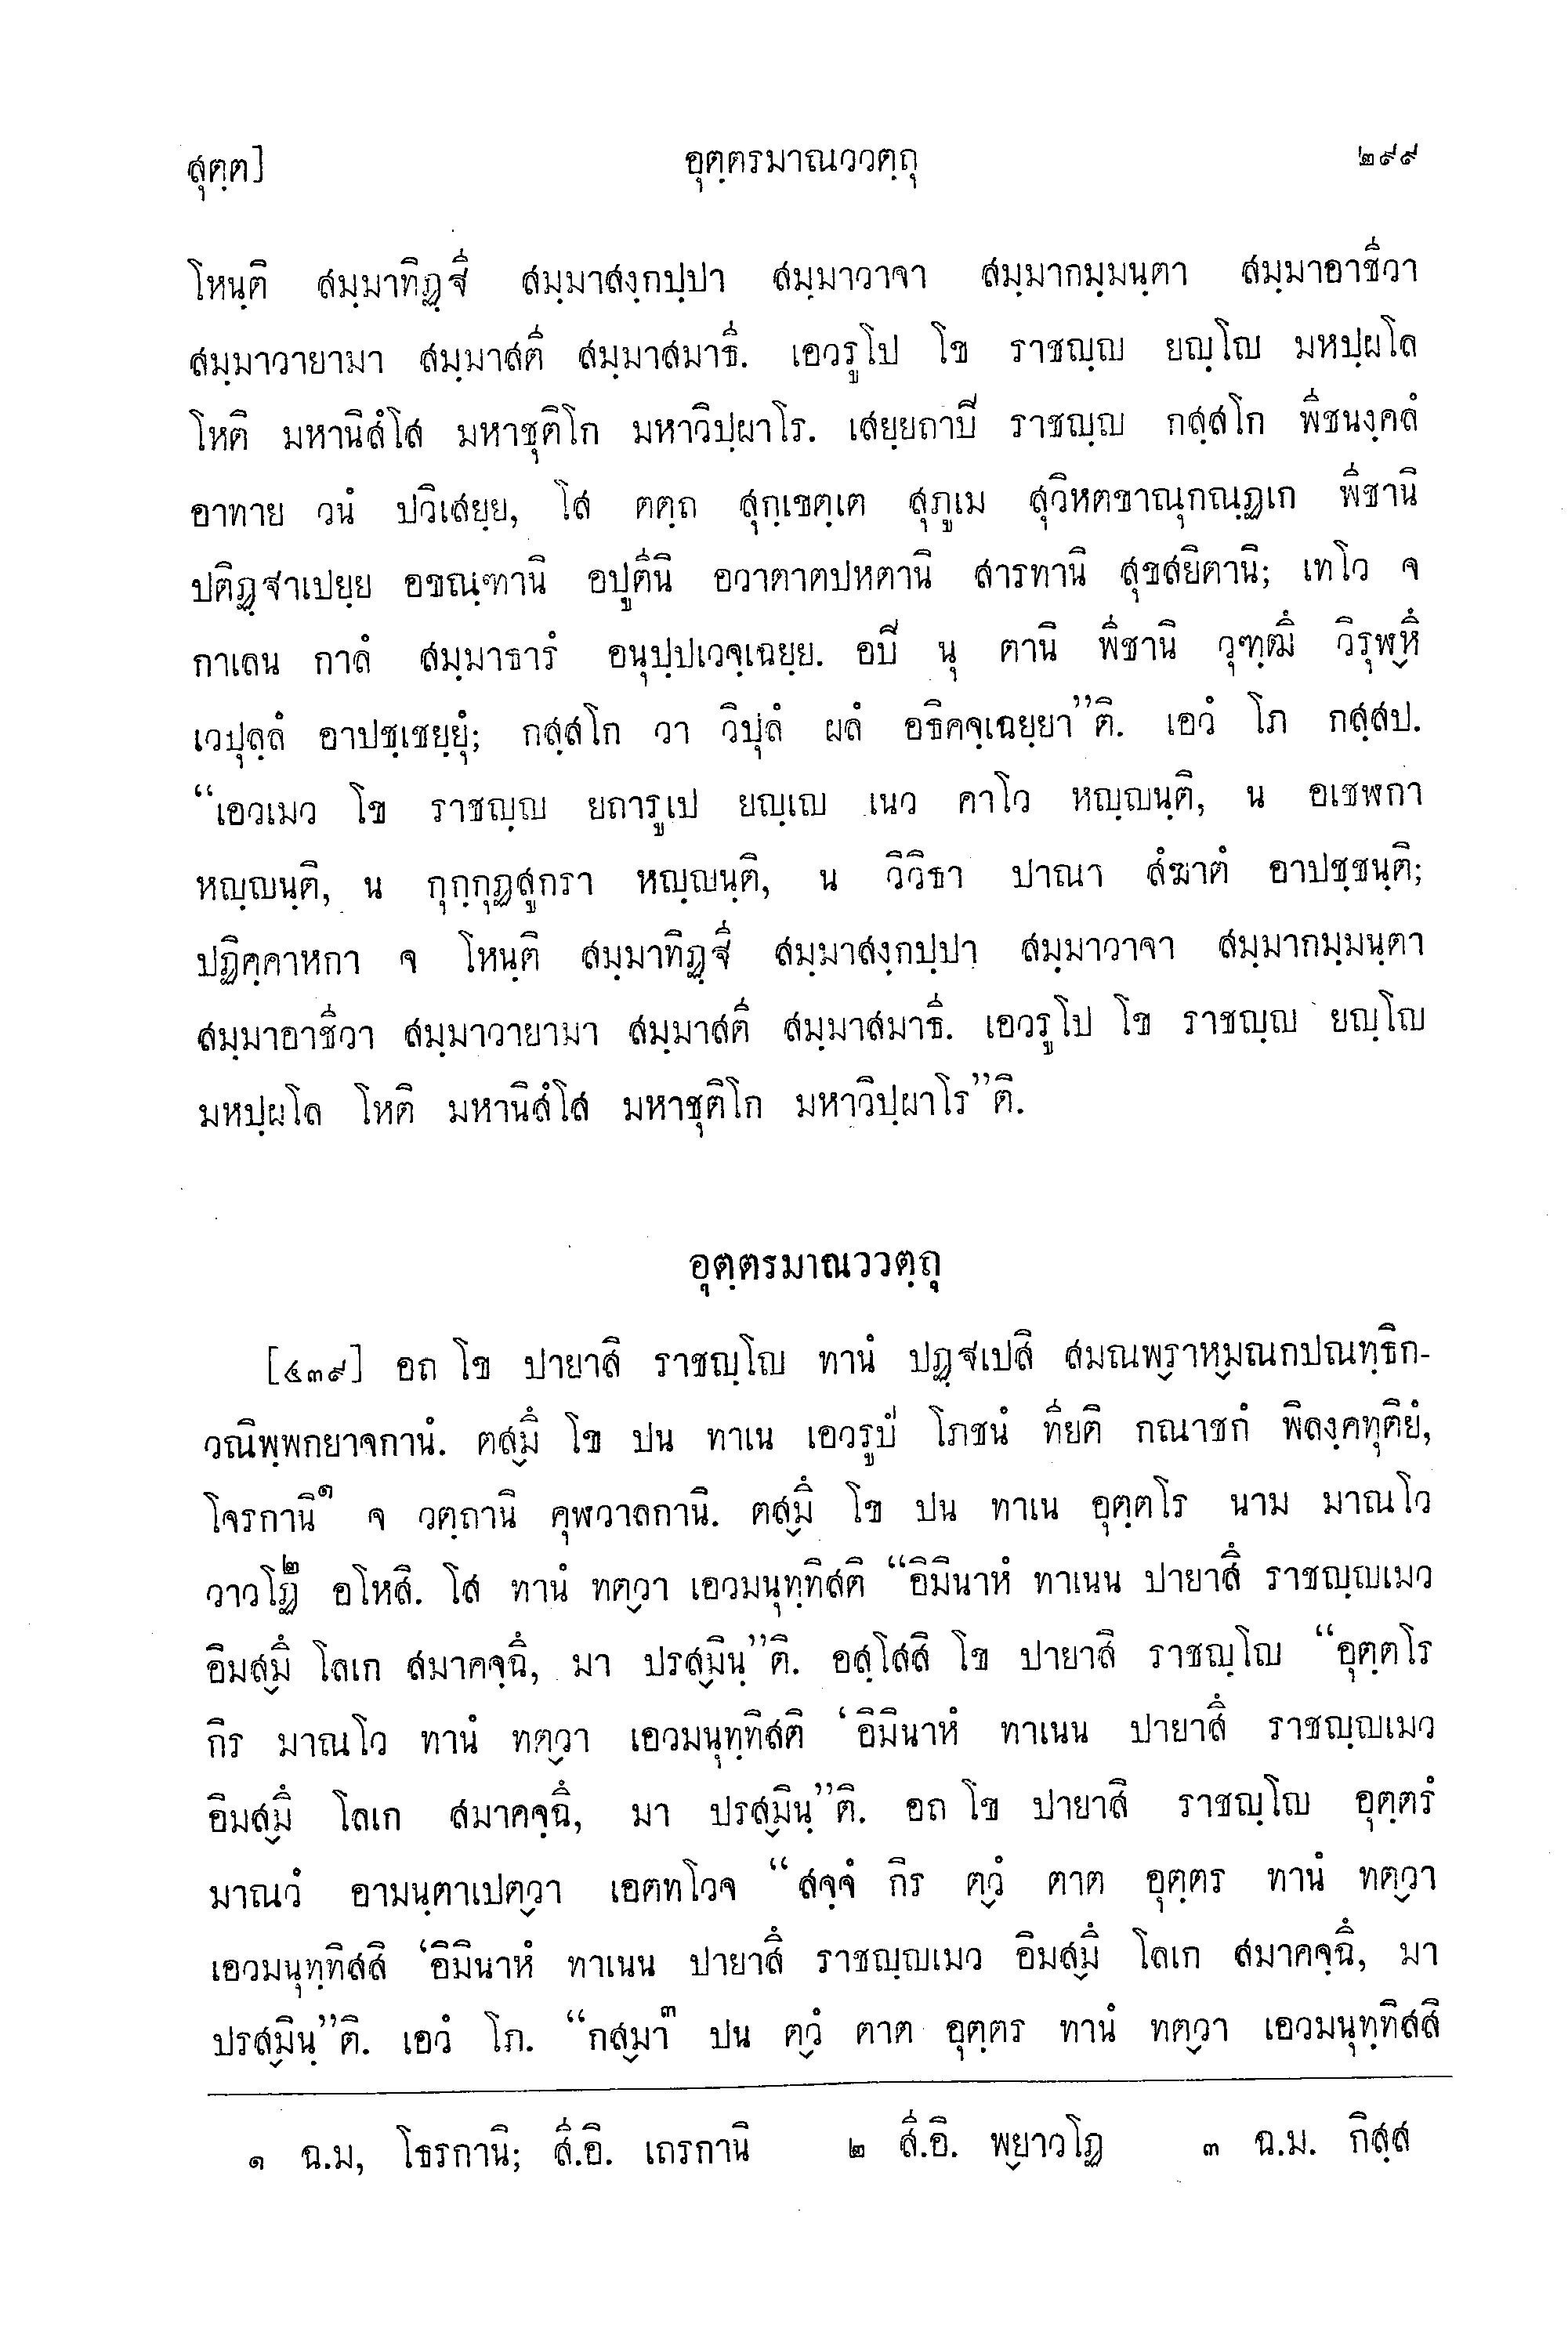 สุตฺต] อุตฺตรมาณววตฺถุ ๒๙๙
โหนฺติ สมฺมาทิฏฺฐี สมฺมาสงฺกปฺปา สมฺมาวาจา สมฺมากมฺมนฺตา สมฺมาอาชีวา
สมฺมาวายามา สมฺมาสตี สมฺมาสมาธี. เอวรูโป โข ราชญฺญ ยญฺโญ มหปฺผโล
โหติ มหานิสํโส มหาชุติโก มหาวิปฺผาโร. เสยฺยถาปิ ราชญฺญ กสฺสโก พีชนงฺคลํ
อาทาย วนํ ปวิเสยฺย, โส ตตฺถ สุกฺเขตฺเต สุภูเม สุวิหตขาณุกณฺฏเก พีชานิ
ปติฏฺฐาเปยฺย อขณฺฑานิ อปูตีนิ อวาตาตปหตานิ สารทานิ สุขสยิตานิ; เทโว จ
กาเลน กาลํ สมฺมาธารํ อนุปฺปเวจฺเฉยฺย. อปิ นุ ตานิ พีชานิ วุฑฺฒึ วิรุพฺหึ
เวปุลฺลํ อาปชฺเชยฺยุํ; กสฺสโก วา วิปุลํ ผลํ อธิคจฺเฉยฺยา”ติ. เอวํ โภ กสฺสป.
“เอวเมว โข ราชญฺญ ยถารูเป ยญฺเญ เนว คาโว หญฺญนฺติ, น อเชฬกา
หญฺญนฺติ, น กุกฺกุฏสูกรา หญฺญนฺติ, น วิวิธา ปาณา สํฆาตํ อาปชฺชนฺติ;
ปฏิคฺคาหกา จ โหนฺติ สมฺมาทิฏฺฐี สมฺมาสงฺกปฺปา สมฺมาวาจา สมฺมากมฺมนฺตา
สมฺมาอาชีวา สมฺมาวายามา สมฺมาสตี สมฺมาสมาธี. เอวรูโป โข ราชญฺญ ยญฺโญ
มหปฺผโล โหติ มหานิสํโส มหาชุติโก มหาวิปฺผาโร”ติ.
อุตฺตรมาณววตฺถุ
[๔๓๙] อถ โข ปายาสิ ราชญฺโญ ทานํ ปฏฺฐเปสิ สมณพฺราหฺมณกปณทฺธิก-
วณิพฺพกยาจกานํ. ตสฺมึ โข ปน ทาเน เอวรูปํ โภชนํ ทียติ กณาชกํ พิลงฺคทุติยํ,
โจรกานิ๑ จ วตฺถานิ คุฬวาลกานิ. ตสฺมึ โข ปน ทาเน อุตฺตโร นาม มาณโว
วาวโฏ๒ อโหสิ. โส ทานํ ทตฺวา เอวมนุทฺทิสติ “อิมินาหํ ทาเนน ปายาสึ ราชญฺญเมว
อิมสฺมึ โลเก สมาคจฺฉึ, มา ปรสฺมินฺ”ติ. อสฺโสสิ โข ปายาสิ ราชญฺโญ “อุตฺตโร
กิร มาณโว ทานํ ทตฺวา เอวมนุทฺทิสติ ‘อิมินาหํ ทาเนน ปายาสึ ราชญฺญเมว
อิมสฺมึ โลเก สมาคจฺฉึ, มา ปรสฺมินฺ”ติ. อถ โข ปายาสิ ราชญฺโญ อุตฺตรํ
มาณวํ อามนฺตาเปตฺวา เอตทโวจ “สจฺจํ กิร ตฺวํ ตาต อุตฺตร ทานํ ทตฺวา
เอวมนุทฺทิสสิ ‘อิมินาหํ ทาเนน ปายาสึ ราชญฺญเมว อิมสฺมึ โลเก สมาคจฺฉึ, มา
ปรสฺมินฺ”ติ. เอวํ โภ. “กสฺมา๓ ปน ตฺวํ ตาต อุตฺตร ทานํ ทตฺวา เอวมนุทฺทิสสิ
๑ ฉ.ม, โธรกานิ; สี.อิ. เถรกานิ ๒ สี.อิ. พฺยาวโฏ ๓ ฉ.ม. กิสฺส